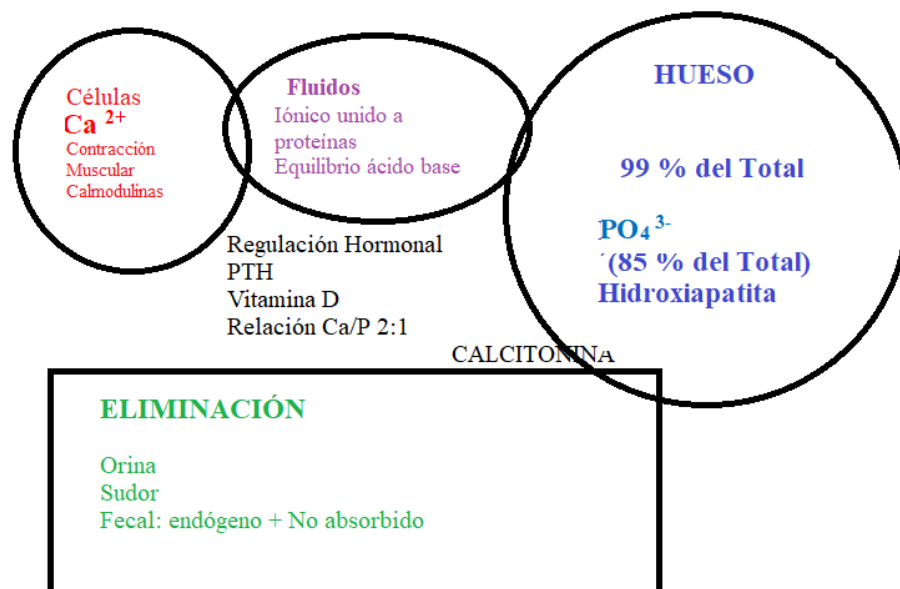 Células
Ca 2+
Contracción
Muscular
Calmodulinas
Fluidos
Iónico unido a
proteínas
Equilibrio ácido base
HUESO
99 % del Total
PO4 3-
(85 % del Total)
Hidroxiapatita
Regulación Hormonal
PTH
Vitamina D
Relación Ca/P 2:1
CALCITONINA
ELIMINACIÓN
Orina
Sudor
Fecal: endógeno + No absorbido